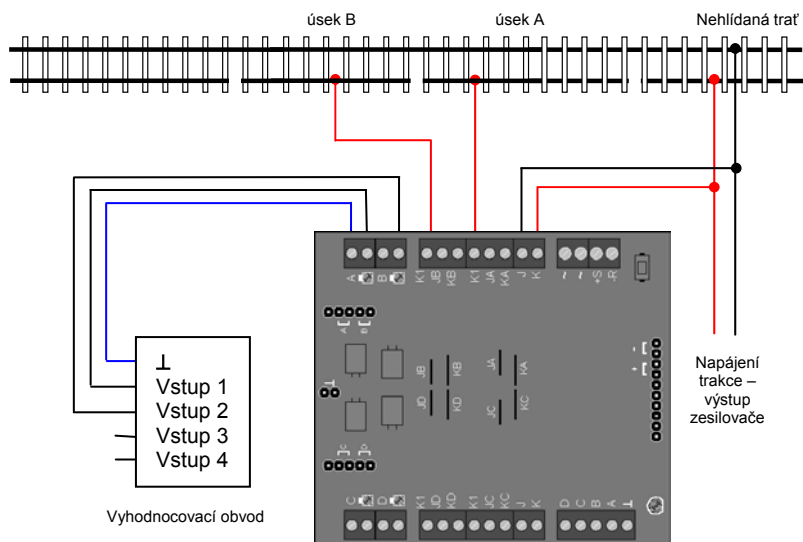 úsek B
úsek A
Nehlídaná trať
A
B
K1
JB
KB
K1
JA
KA
J
K
~
~
+S
-R
A
B
JB
KB
JA
KA
JD
KD
JC
KC
- 
+
⊥
C
D
⊥
Vstup 1
Vstup 2
Vstup 3
Vstup 4
Vyhodnocovací obvod
Napájení
trakce –
výstup
zesilovače
C
D
K1
JD
KD
K1
JC
KC
J
K
D
C
B
A
⊥